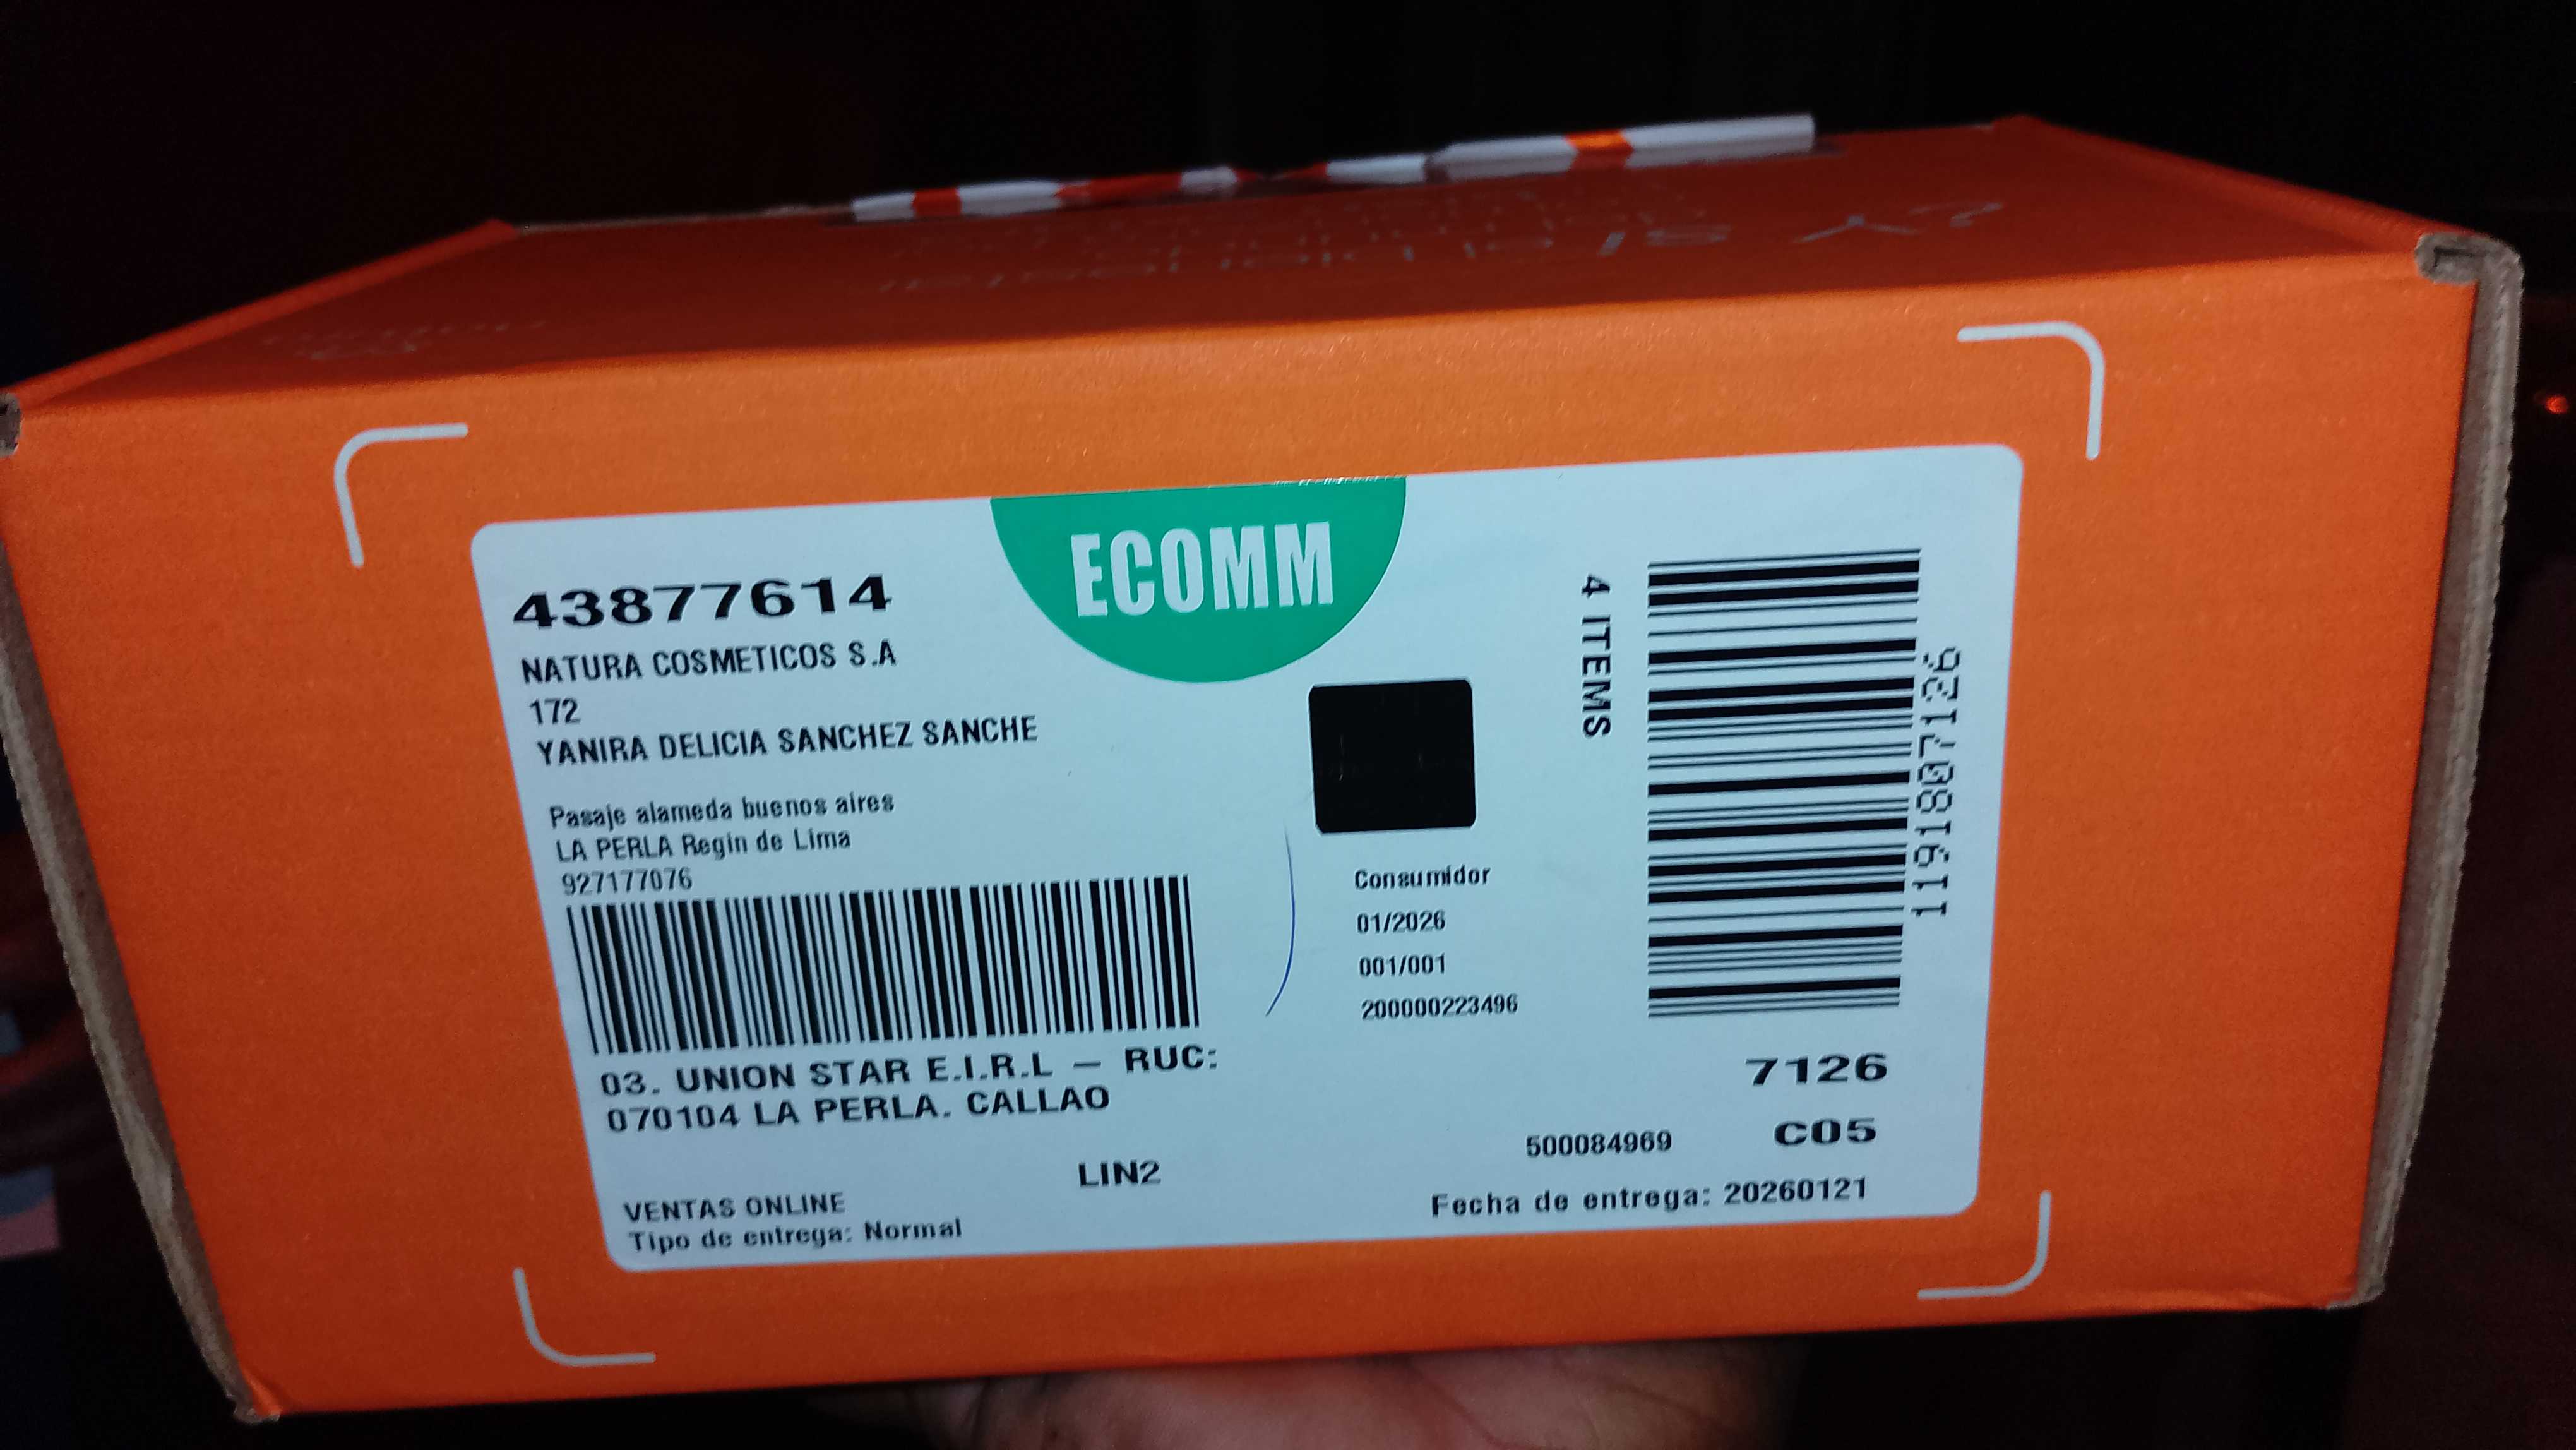 ECOMM
43877614
NATURA COSMETICOS S.A
172
YANIRA DELICIA SANCHEZ SANCHE
Pasaje alameda buenos aires
LA PERLA Regin de Lima
927177076
03. UNION STAR E.I.R.L – RUC:
070104 LA PERLA. CALLAO
LIN2
VENTAS ONLINE
Tipo de entrega: Normal
4 ITEMS
1191807126
Consumidor
01/2026
001/001
200000223496
7126
C05
500084969
Fecha de entrega: 20260121